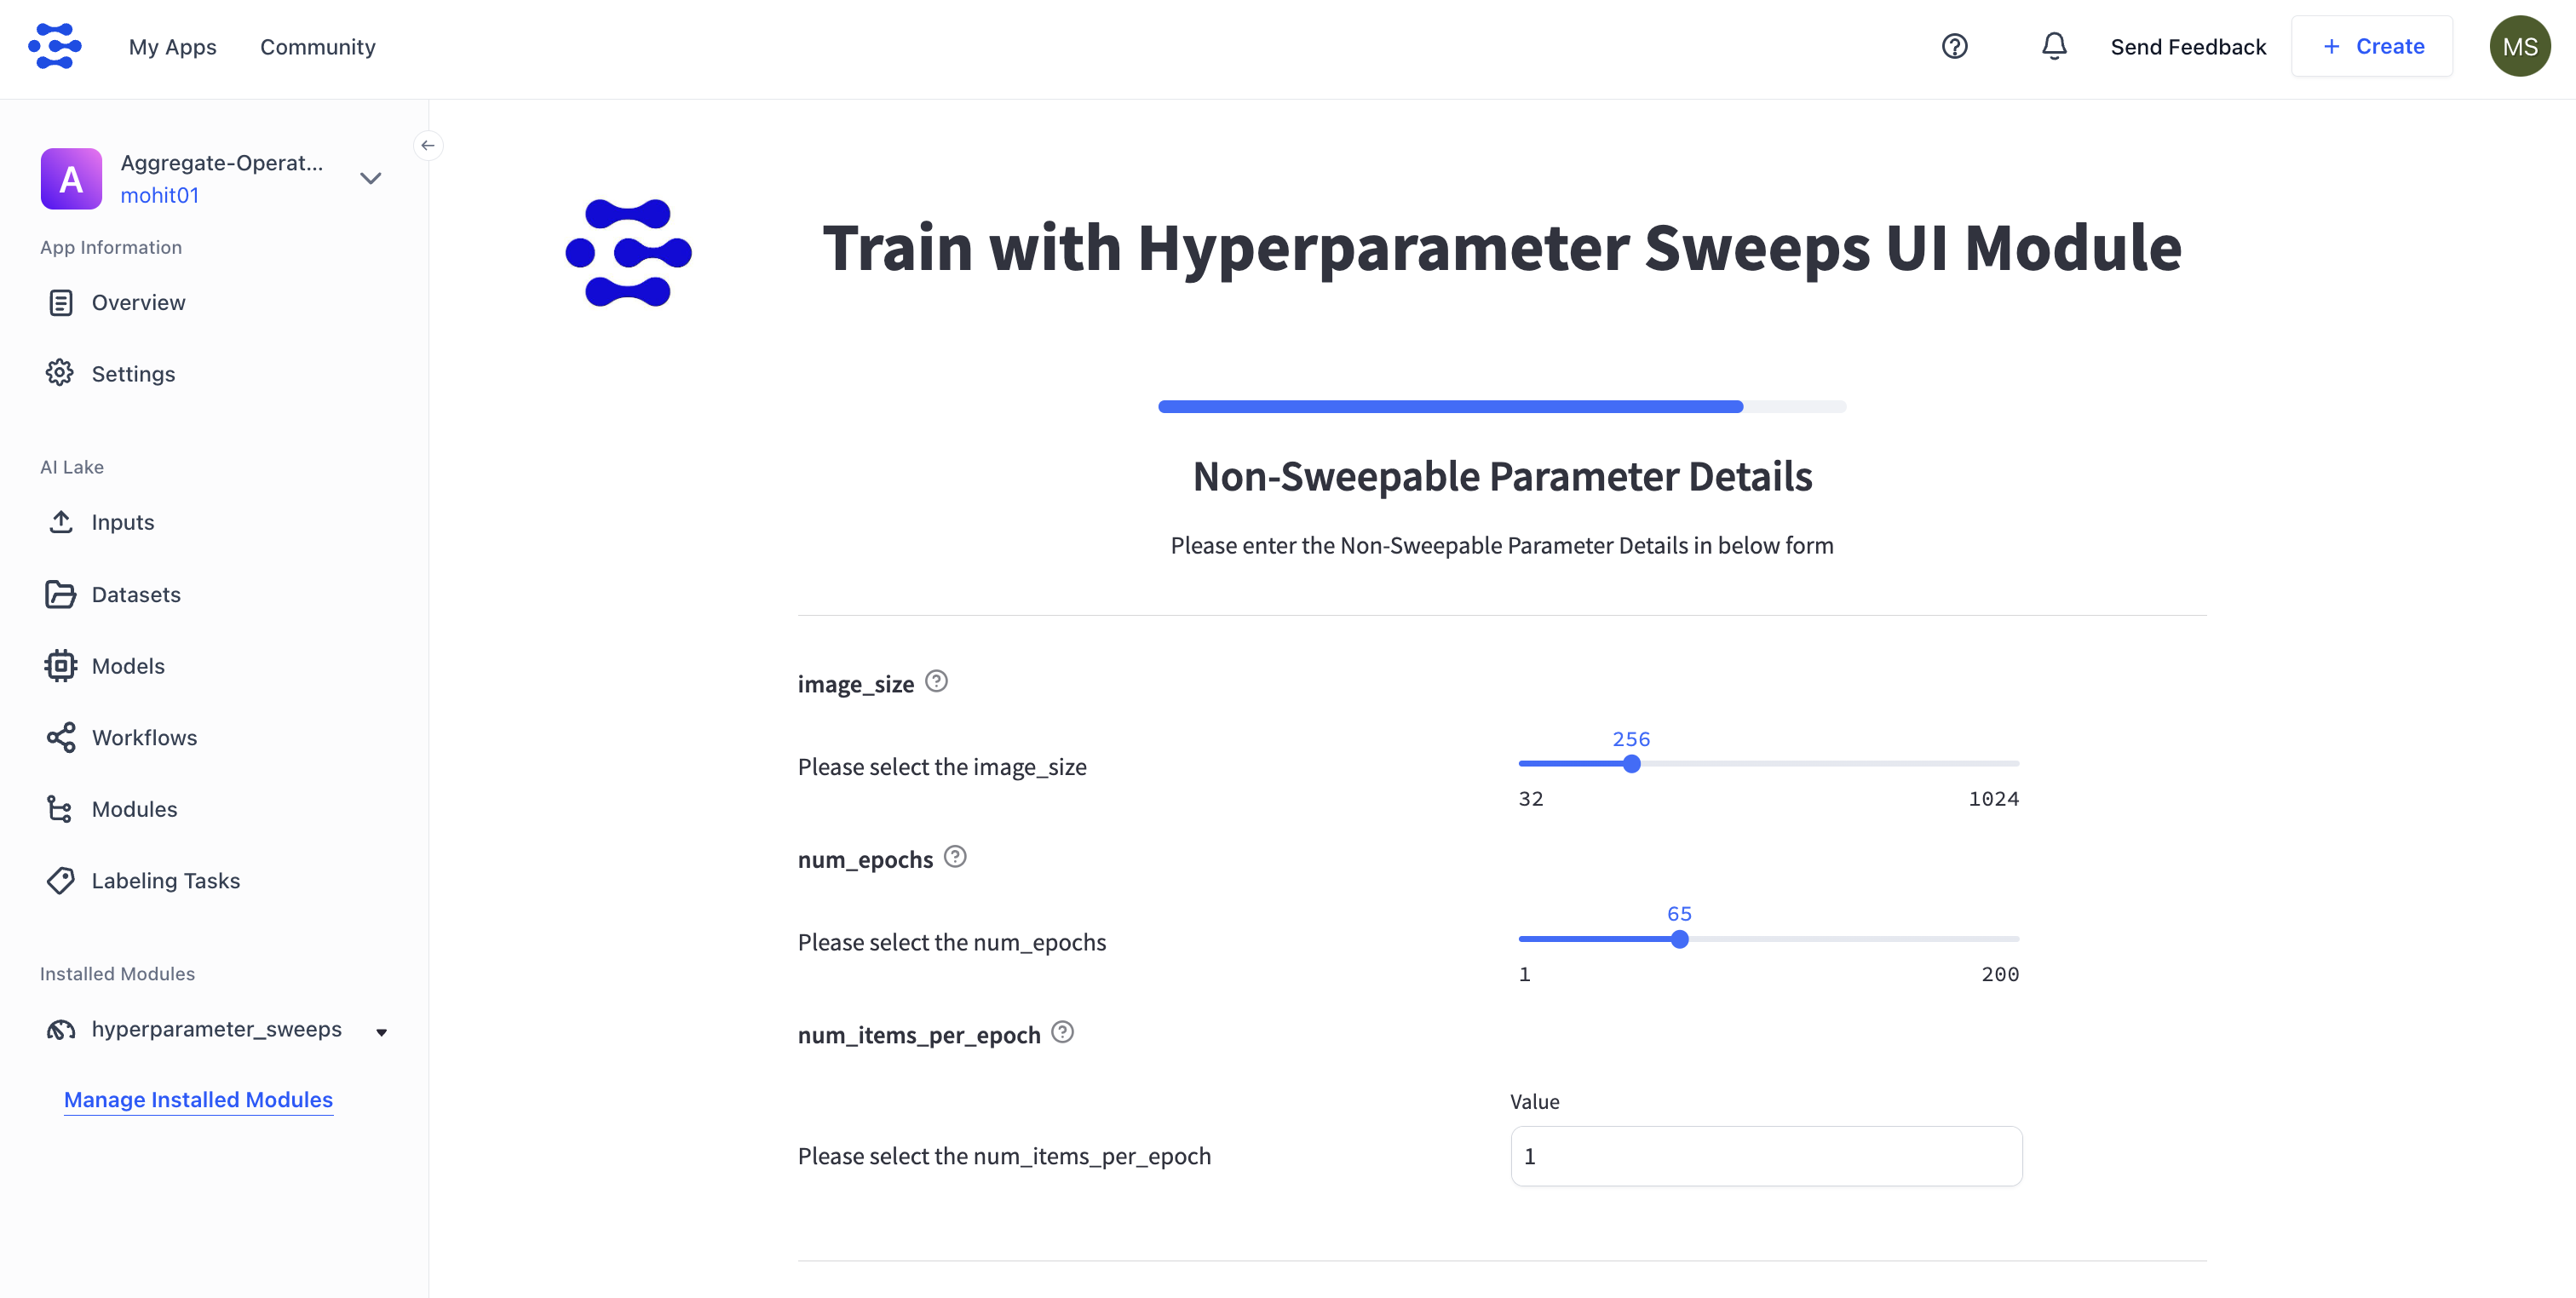 My Apps Community Send Feedback + Create MS
A Aggregate-Operat...
mohit01
App Information
Overview
Settings
AI Lake
Inputs
Datasets
Models
Workflows
Modules
Labeling Tasks
Installed Modules
hyperparameter_sweeps
Manage Installed Modules
Train with Hyperparameter Sweeps UI Module
Non-Sweepable Parameter Details
Please enter the Non-Sweepable Parameter Details in below form
image_size
256
Please select the image_size
32 1024
num_epochs
65
Please select the num_epochs
1 200
num_items_per_epoch
Value
Please select the num_items_per_epoch 1